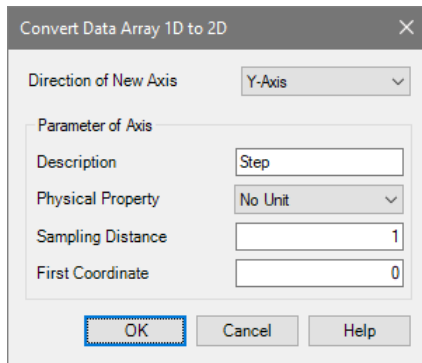 Convert Data Array 1D to 2D
Direction of New Axis Y-Axis
Parameter of Axis
Description Step
Physical Property No Unit
Sampling Distance 1
First Coordinate 0
OK Cancel Help